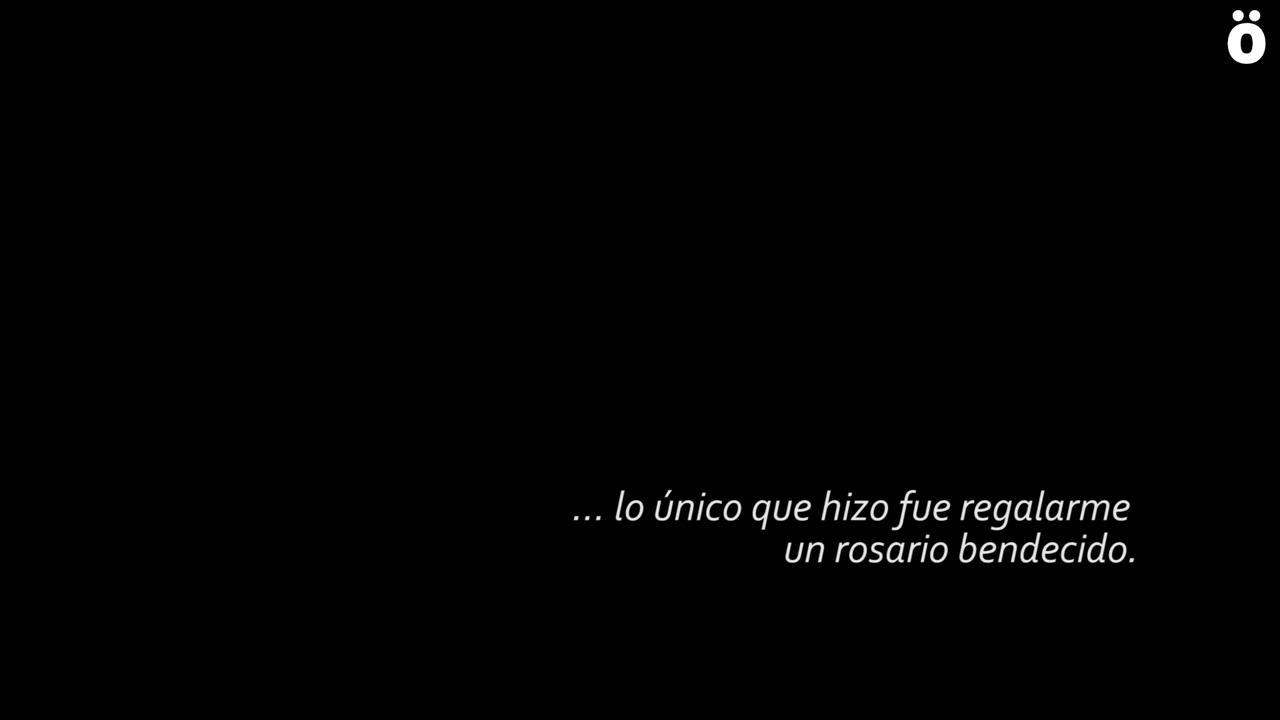 ö
... lo único que hizo fue regalarme
un rosario bendecido.